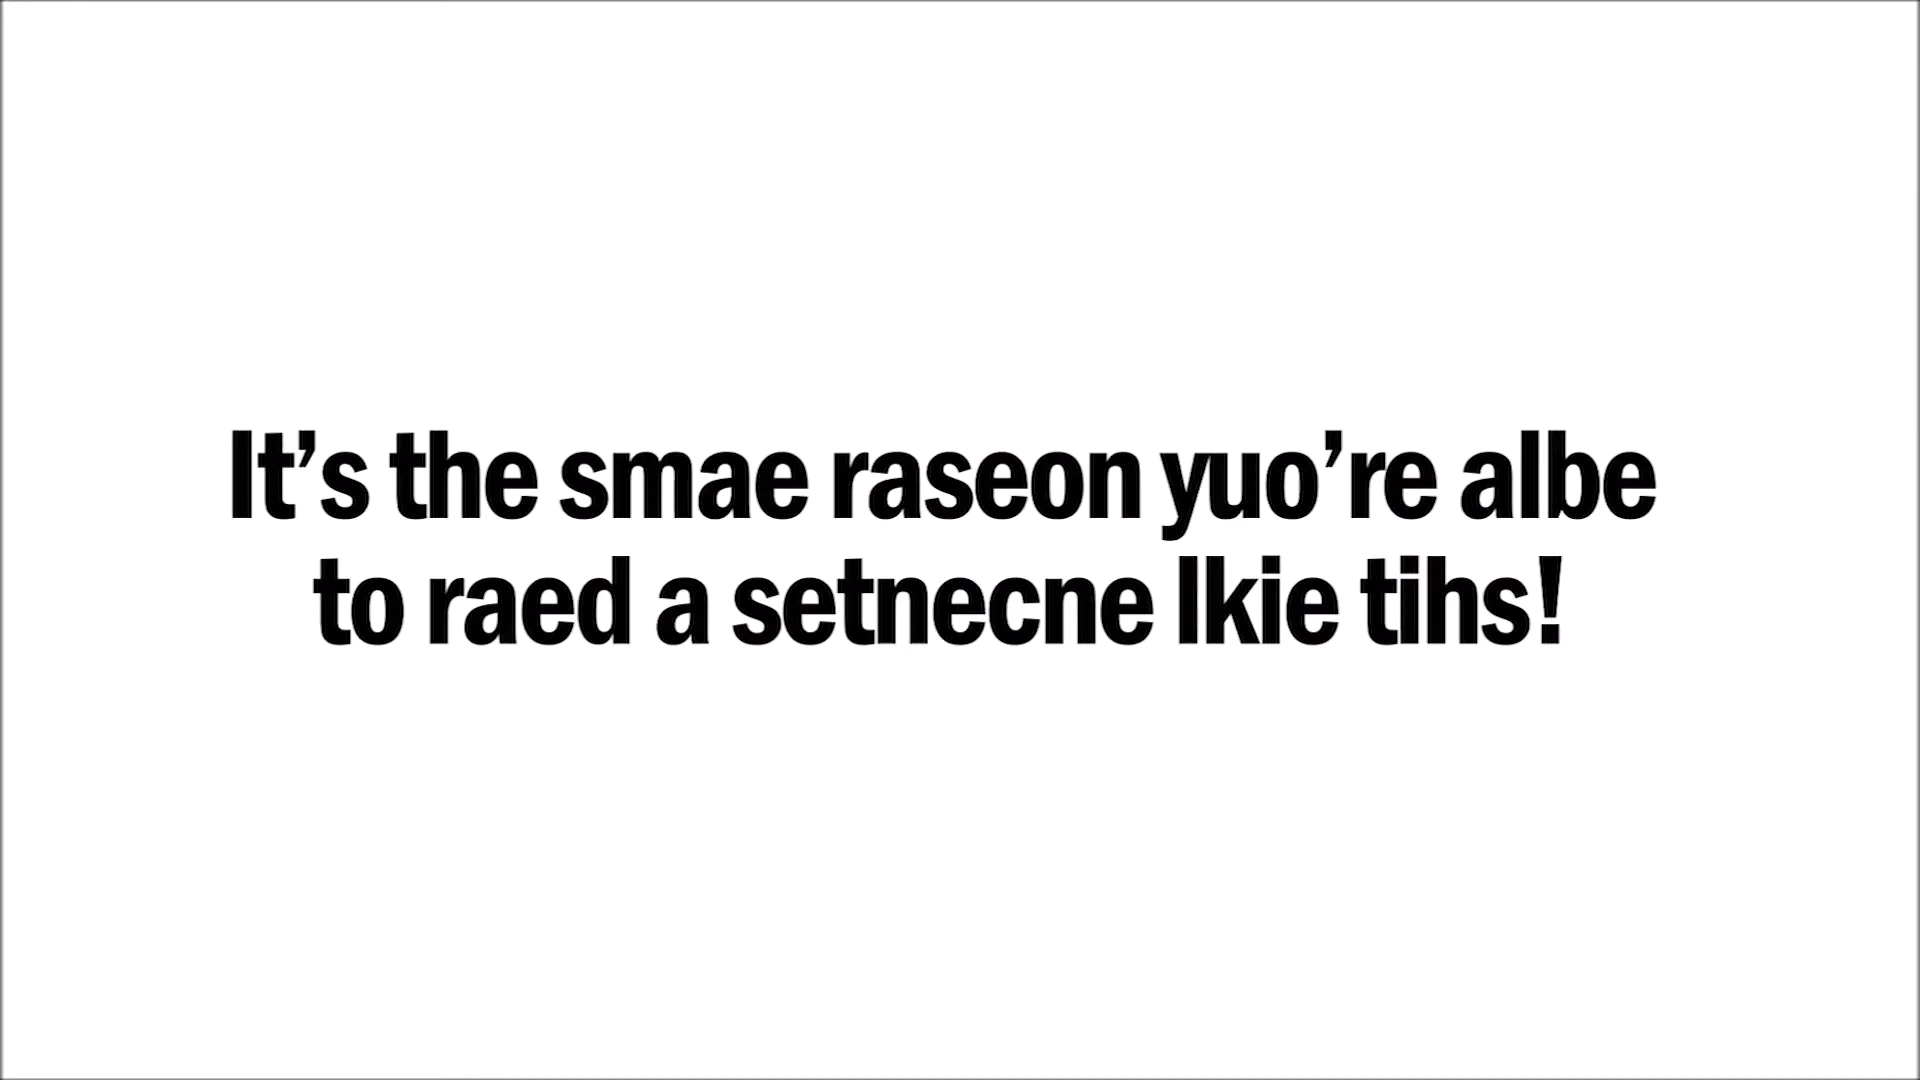 It’s the smae raseon yuo’re albe
to raed a setnecne lkie tihs!